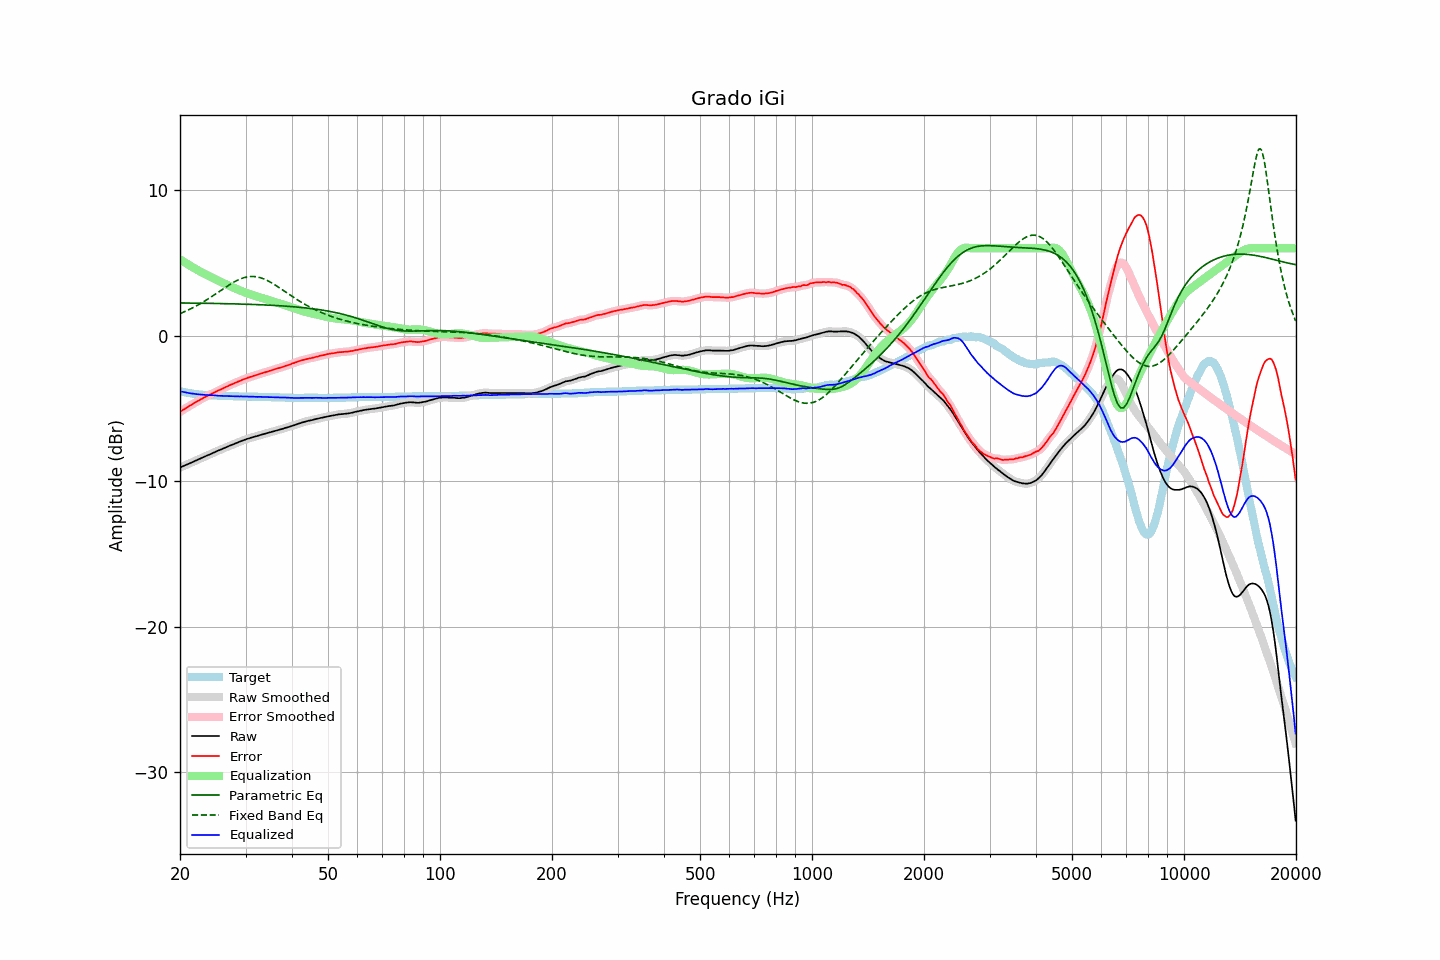 Grado iGi
Amplitude (dBr)
10
0
−10
−20
−30
Target
Raw Smoothed
Error Smoothed
Raw
Error
Equalization
Parametric Eq
Fixed Band Eq
Equalized
20 50 100 200 500 1000 2000 5000 10000 20000
Frequency (Hz)